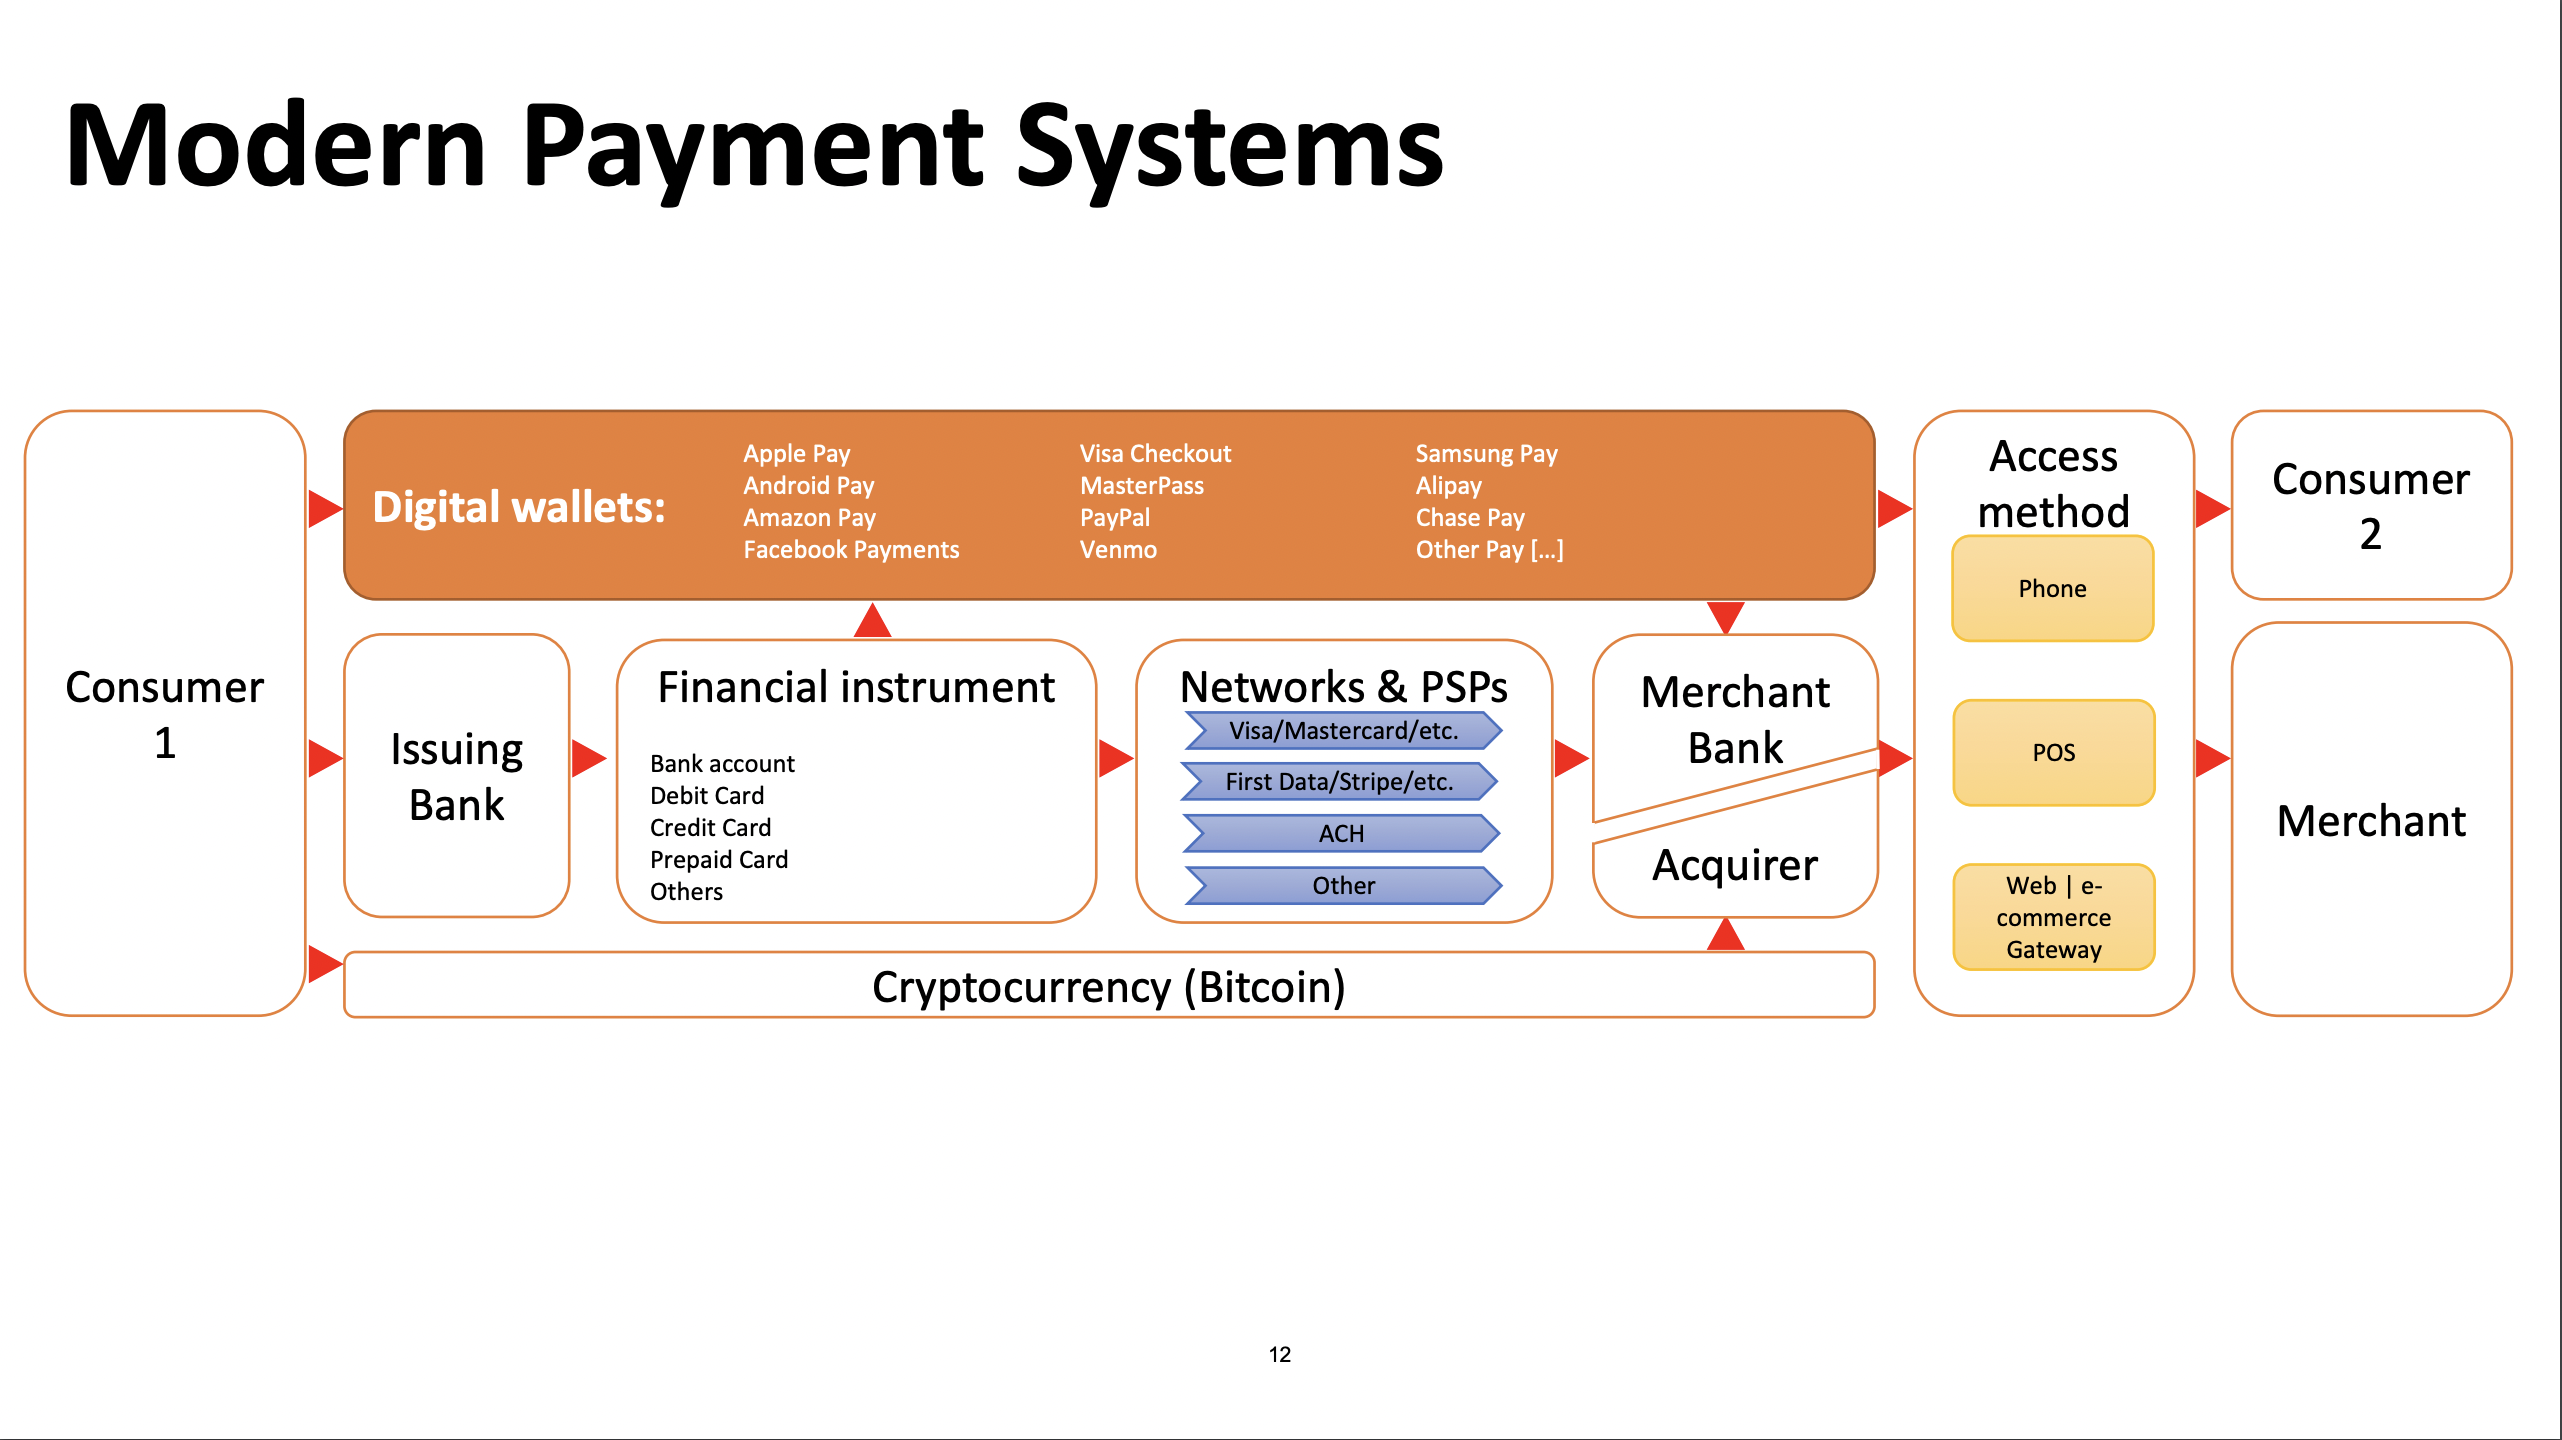 Modern Payment Systems
Consumer
1
Digital wallets:
Apple Pay
Android Pay
Amazon Pay
Facebook Payments
Visa Checkout
MasterPass
PayPal
Venmo
Samsung Pay
Alipay
Chase Pay
Other Pay [...]
Issuing
Bank
Financial instrument
Bank account
Debit Card
Credit Card
Prepaid Card
Others
Networks & PSPs
Visa/Mastercard/etc.
First Data/Stripe/etc.
ACH
Other
Merchant
Bank
Acquirer
Cryptocurrency (Bitcoin)
Access
method
Phone
POS
Web | e-
commerce
Gateway
Consumer
2
Merchant
12